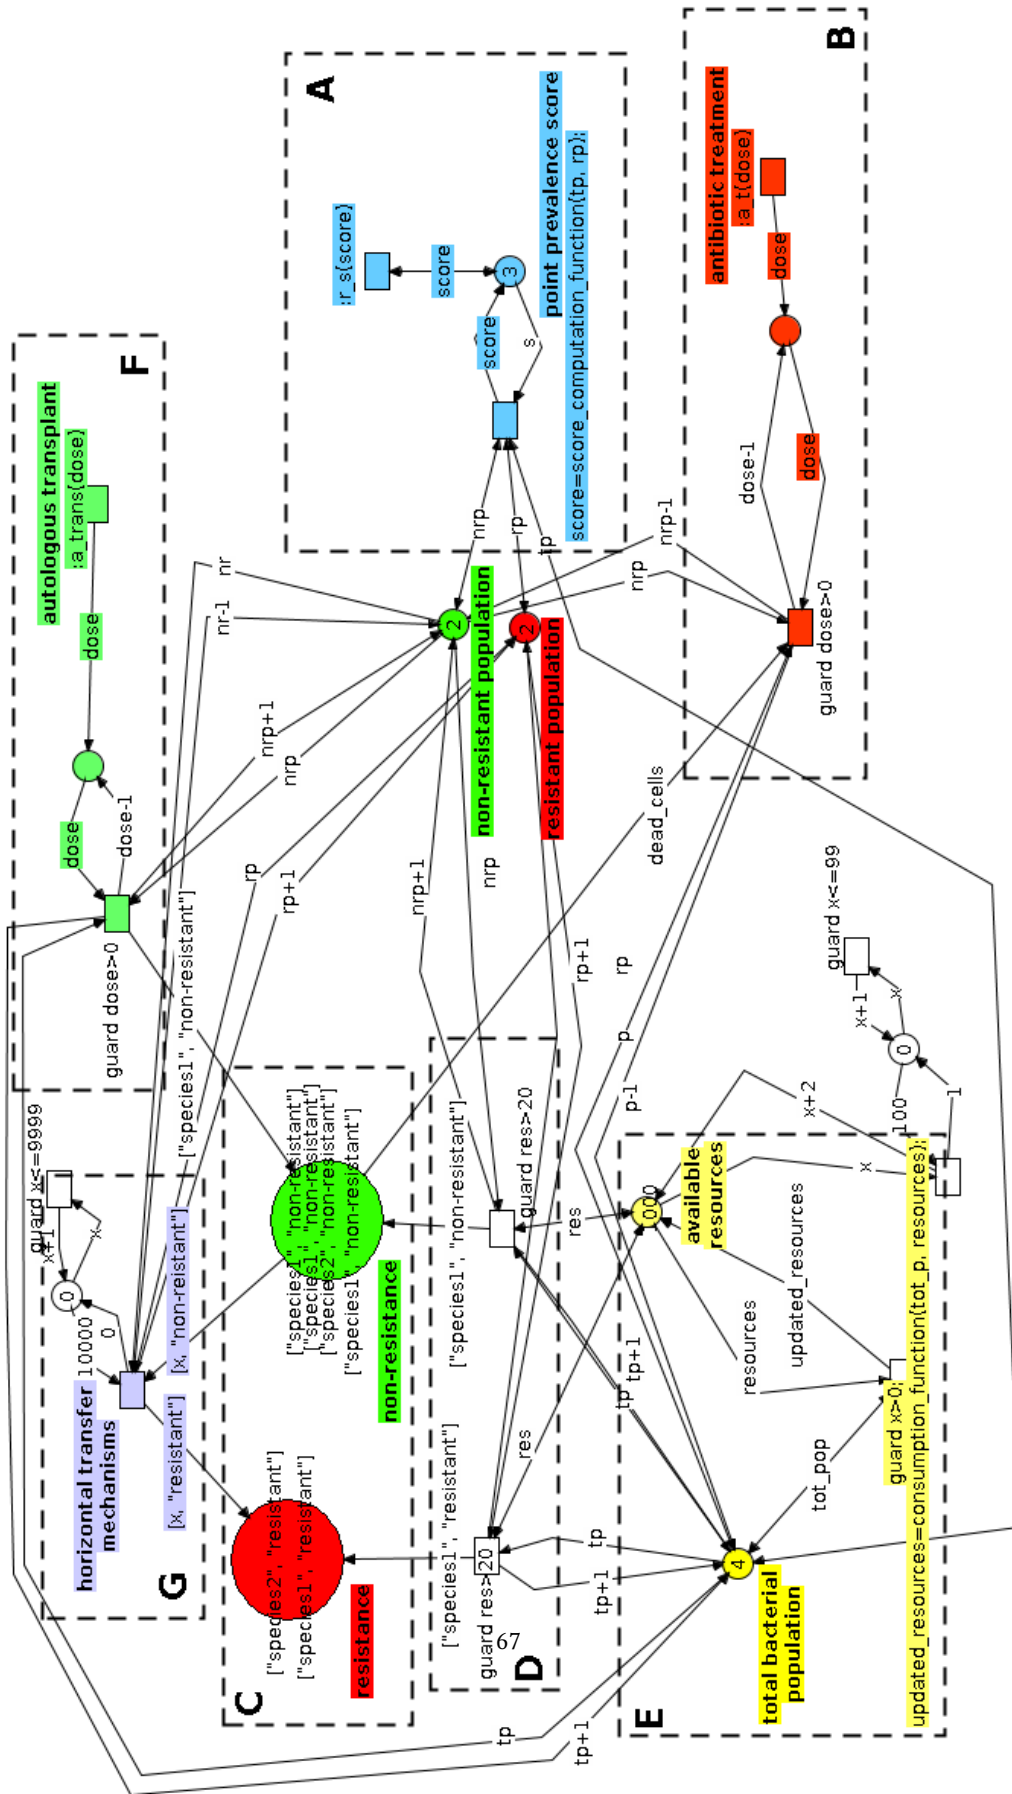 F
autologous transplant
:a_trans(dose)
dose
dose
dose-1
guard dose>0
["species1", "non-resistant"]
A
:r_s(score)
score
3
score
s
point prevalence score
score=score_computation_function(tp, rp);
B
antibiotic treatment
:a_t(dose)
dose
dose-1
dose
guard dose>0
nr
nr-1
nrp
rp
tp
nrp-1
nrp
2
non-resistant population
2
resistant population
nrp+1
nrp
rp
rp+1
nrp+1
nrp
dead_cells
rp+1
rp
p
p-1
G
guard x<=9999
x+1
x
0
10000
0
horizontal transfer
mechanisms
[x, "non-reistant"]
[x, "resistant"]
C
["species1", "non-resistant"]
["species1", "non-resistant"]
["species2", "non-resistant"]
["species1", "non-resistant"]
non-resistance
["species2", "resistant"]
["species1", "resistant"]
resistance
D
["species1", "non-resistant"]
guard res>20
["species1", "resistant"]
guard res>20
res
res
tp+1
tp
tp
tp+1
tp
tp+1
67
E
000
available
resources
updated_resources
resources
x+2
x
guard x<=99
x+1
x
0
100
1
guard x>0;
updated_resources=consumption_function(tot_p, resources);
tot_pop
4
total bacterial
population